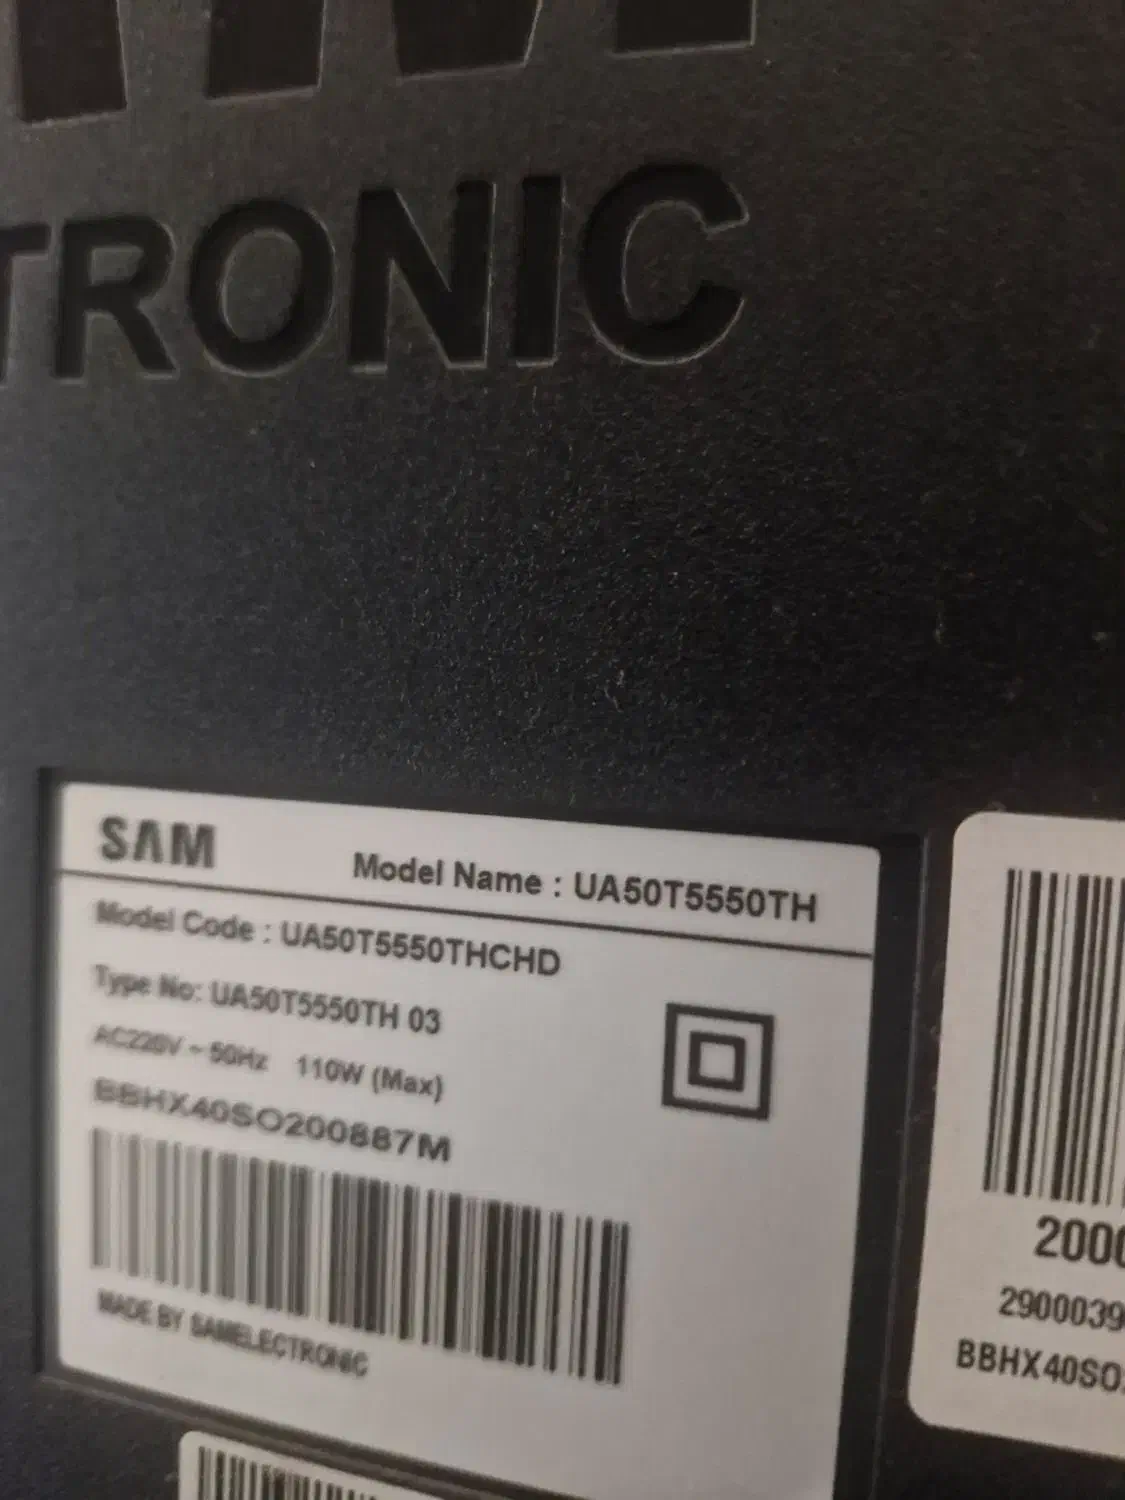 TRONIC
SAM
Model Name : UA50T5550TH
Model Code : UA50T5550THCHD
Type No: UA50T5550TH 03
AC220V ~ 50Hz 110W (Max)
BBHX40SO200887M
MADE BY SAMELECTRONIC
2000
2900039
BBHX40SO